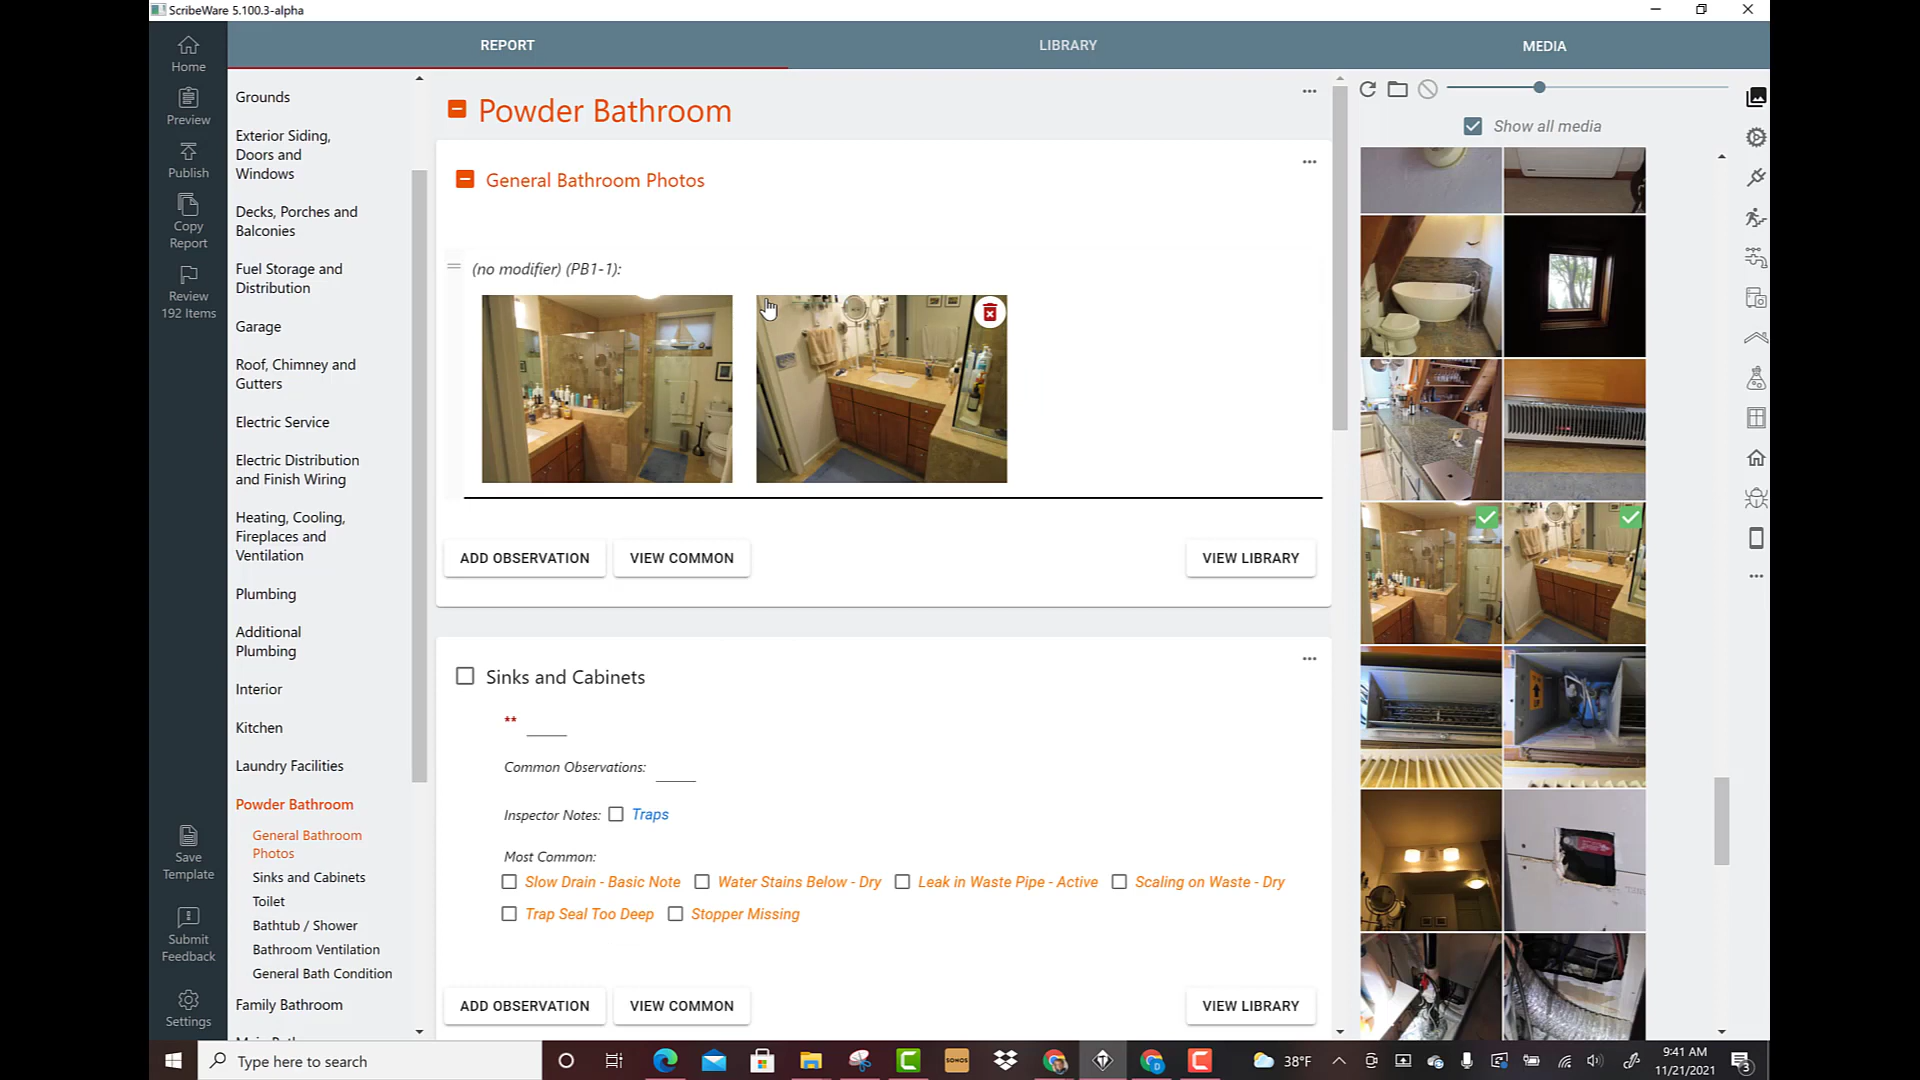 ScribeWare 5.100.3-alpha
REPORT
LIBRARY
MEDIA
Home
Preview
Publish
Copy
Report
Review
192 Items
Save
Template
Submit
Feedback
Settings
Grounds
Exterior Siding,
Doors and
Windows
Decks, Porches and
Balconies
Fuel Storage and
Distribution
Garage
Roof, Chimney and
Gutters
Electric Service
Electric Distribution
and Finish Wiring
Heating, Cooling,
Fireplaces and
Ventilation
Plumbing
Additional
Plumbing
Interior
Kitchen
Laundry Facilities
Powder Bathroom
General Bathroom
Photos
Sinks and Cabinets
Toilet
Bathtub / Shower
Bathroom Ventilation
General Bath Condition
Family Bathroom
Powder Bathroom
General Bathroom Photos
(no modifier) (PB1-1):
ADD OBSERVATION
VIEW COMMON
VIEW LIBRARY
Sinks and Cabinets
**
Common Observations:
Inspector Notes: Traps
Most Common:
Slow Drain - Basic Note Water Stains Below - Dry Leak in Waste Pipe - Active Scaling on Waste - Dry
Trap Seal Too Deep Stopper Missing
ADD OBSERVATION
VIEW COMMON
VIEW LIBRARY
Show all media
Type here to search
SONOS
38°F
9:41 AM
11/21/2021
3